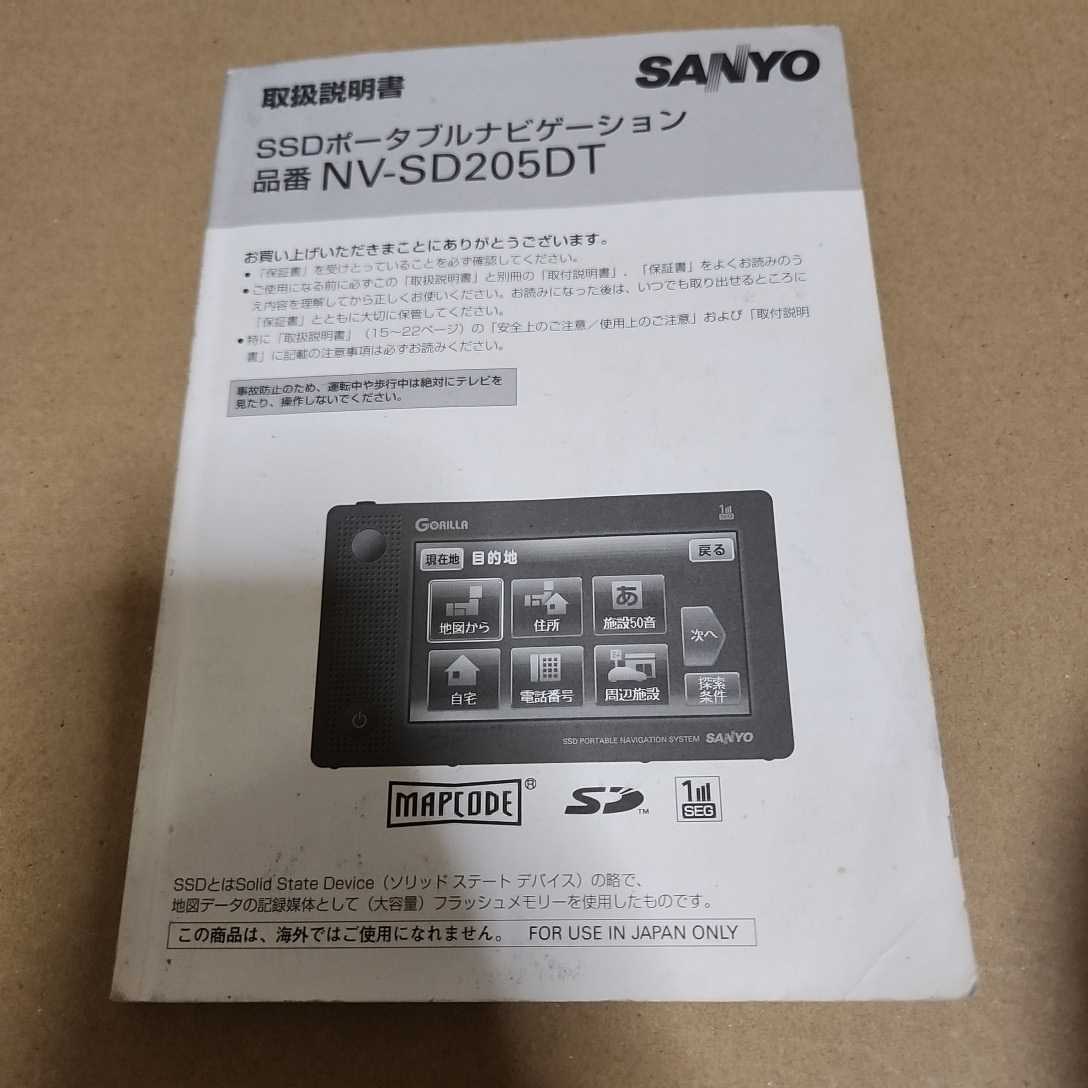 取扱説明書
SANYO
SSDポータブルナビゲーション
品番 NV-SD205DT
お買い上げいただきまことにありがとうございます。
•「保証書」を受けとっていることを必ず確認してください。
•ご使用になる前に必ずこの「取扱説明書」と別冊の「取付説明書」、「保証書」をよくお読みのう
え内容を理解してから正しくお使いください。お読みになった後は、いつでも取り出せるところに
「保証書」とともに大切に保管してください。
•特に「取扱説明書」(15~22ページ)の「安全上のご注意/使用上のご注意」および「取付説明
書」に記載の注意事項は必ずお読みください。
事故防止のため、運転中や歩行中は絶対にテレビを
見たり、操作しないでください。
GORILLA
1SEG
現在地 目的地 戻る
地図から 住所 あ 施設50音 次へ
自宅 電話番号 周辺施設 探索
条件
SSD PORTABLE NAVIGATION SYSTEM SANYO
MAPCODE® SD™ 1SEG
SSDとはSolid State Device(ソリッド ステート デバイス)の略で、
地図データの記録媒体として(大容量)フラッシュメモリーを使用したものです。
この商品は、海外ではご使用になれません。 FOR USE IN JAPAN ONLY